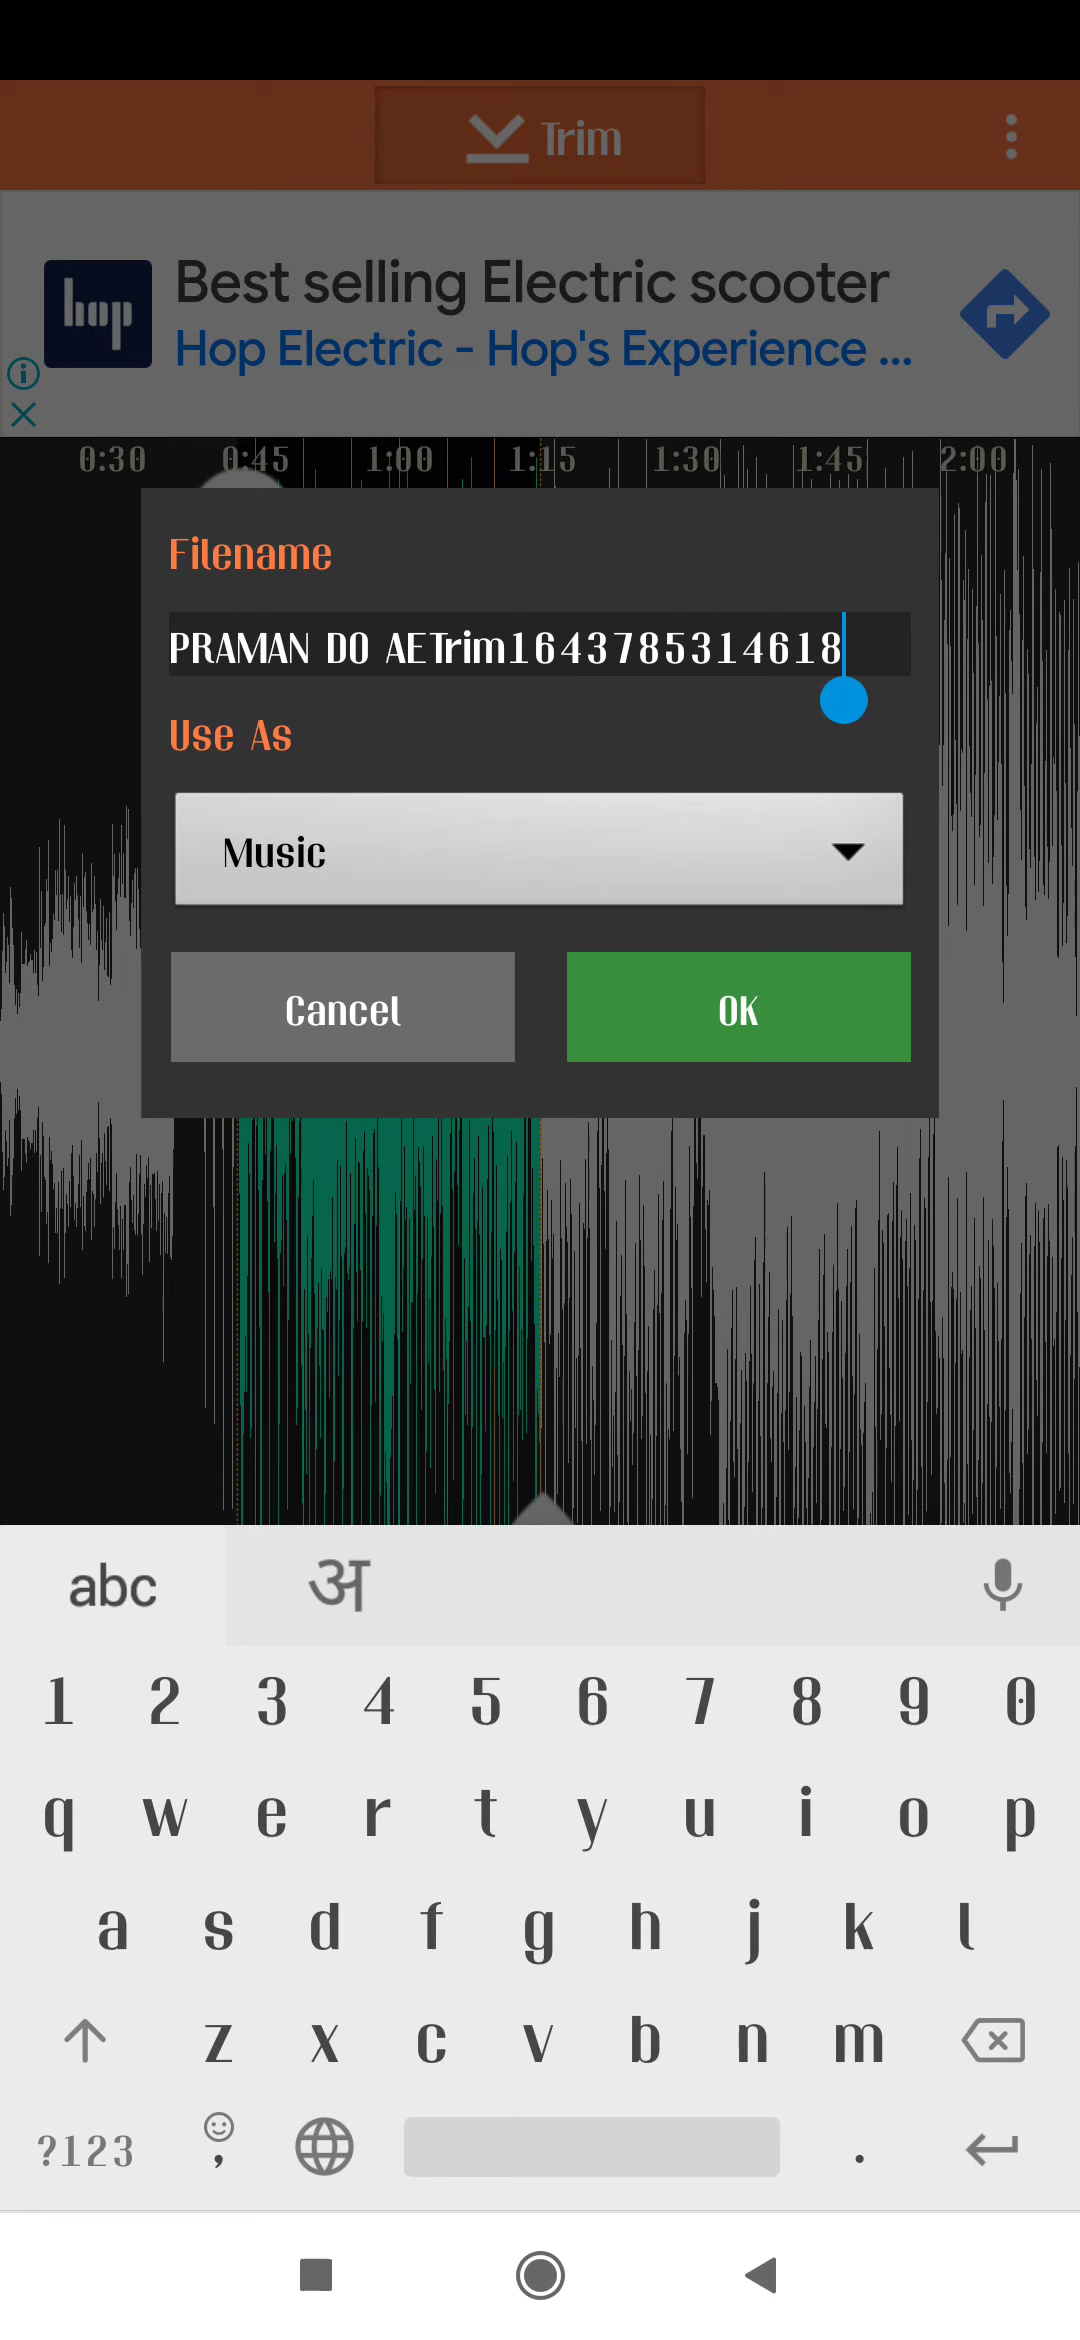 Trim
hop
Best selling Electric scooter
Hop Electric - Hop's Experience ...
0:30 0:45 1:00 1:15 1:30 1:45 2:00
Filename
PRAMAN DO AETrim1643785314618
Use As
Music
Cancel OK
abc अ
1 2 3 4 5 6 7 8 9 0
q w e r t y u i o p
a s d f g h j k l
z x c v b n m
?123 , .